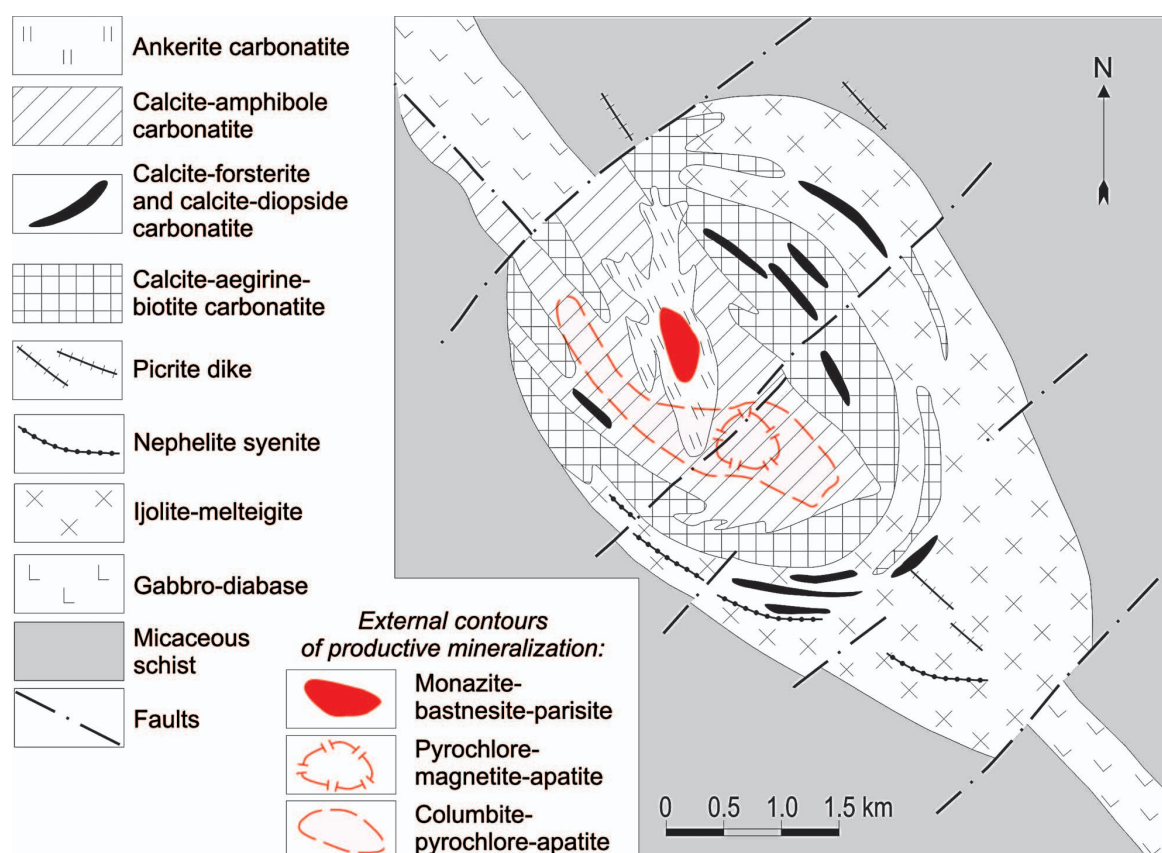 Ankerite carbonatite
Calcite-amphibole
carbonatite
Calcite-forsterite
and calcite-diopside
carbonatite
Calcite-aegirine-
biotite carbonatite
Picrite dike
Nephelite syenite
Ijolite-melteigite
Gabbro-diabase
Micaceous
schist
Faults
External contours
of productive mineralization:
Monazite-
bastnesite-parisite
Pyrochlore-
magnetite-apatite
Columbite-
pyrochlore-apatite
N
0 0.5 1.0 1.5 km